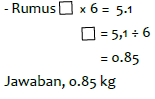 - Rumus □ x 6 = 5.1
□ = 5,1 ÷ 6
= 0.85
Jawaban, 0.85 kg